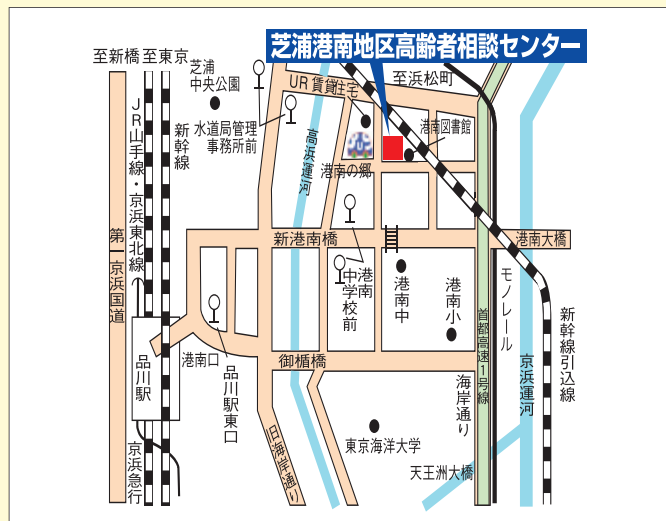 芝浦港南地区高齢者相談センター
至新橋
至東京
芝浦
中央公園
UR賃貸住宅
至浜松町
JR山手線・京浜東北線
新幹線
水道局管理
事務所前
高浜運河
港南図書館
港南の郷
第一京浜国道
新港南橋
港南大橋
港南
中学校前
港南中
港南小
首都高速1号線
モノレール
京浜運河
新幹線引込線
品川駅
港南口
品川駅東口
御楯橋
海岸通り
京浜急行
旧海岸通り
東京海洋大学
天王洲大橋